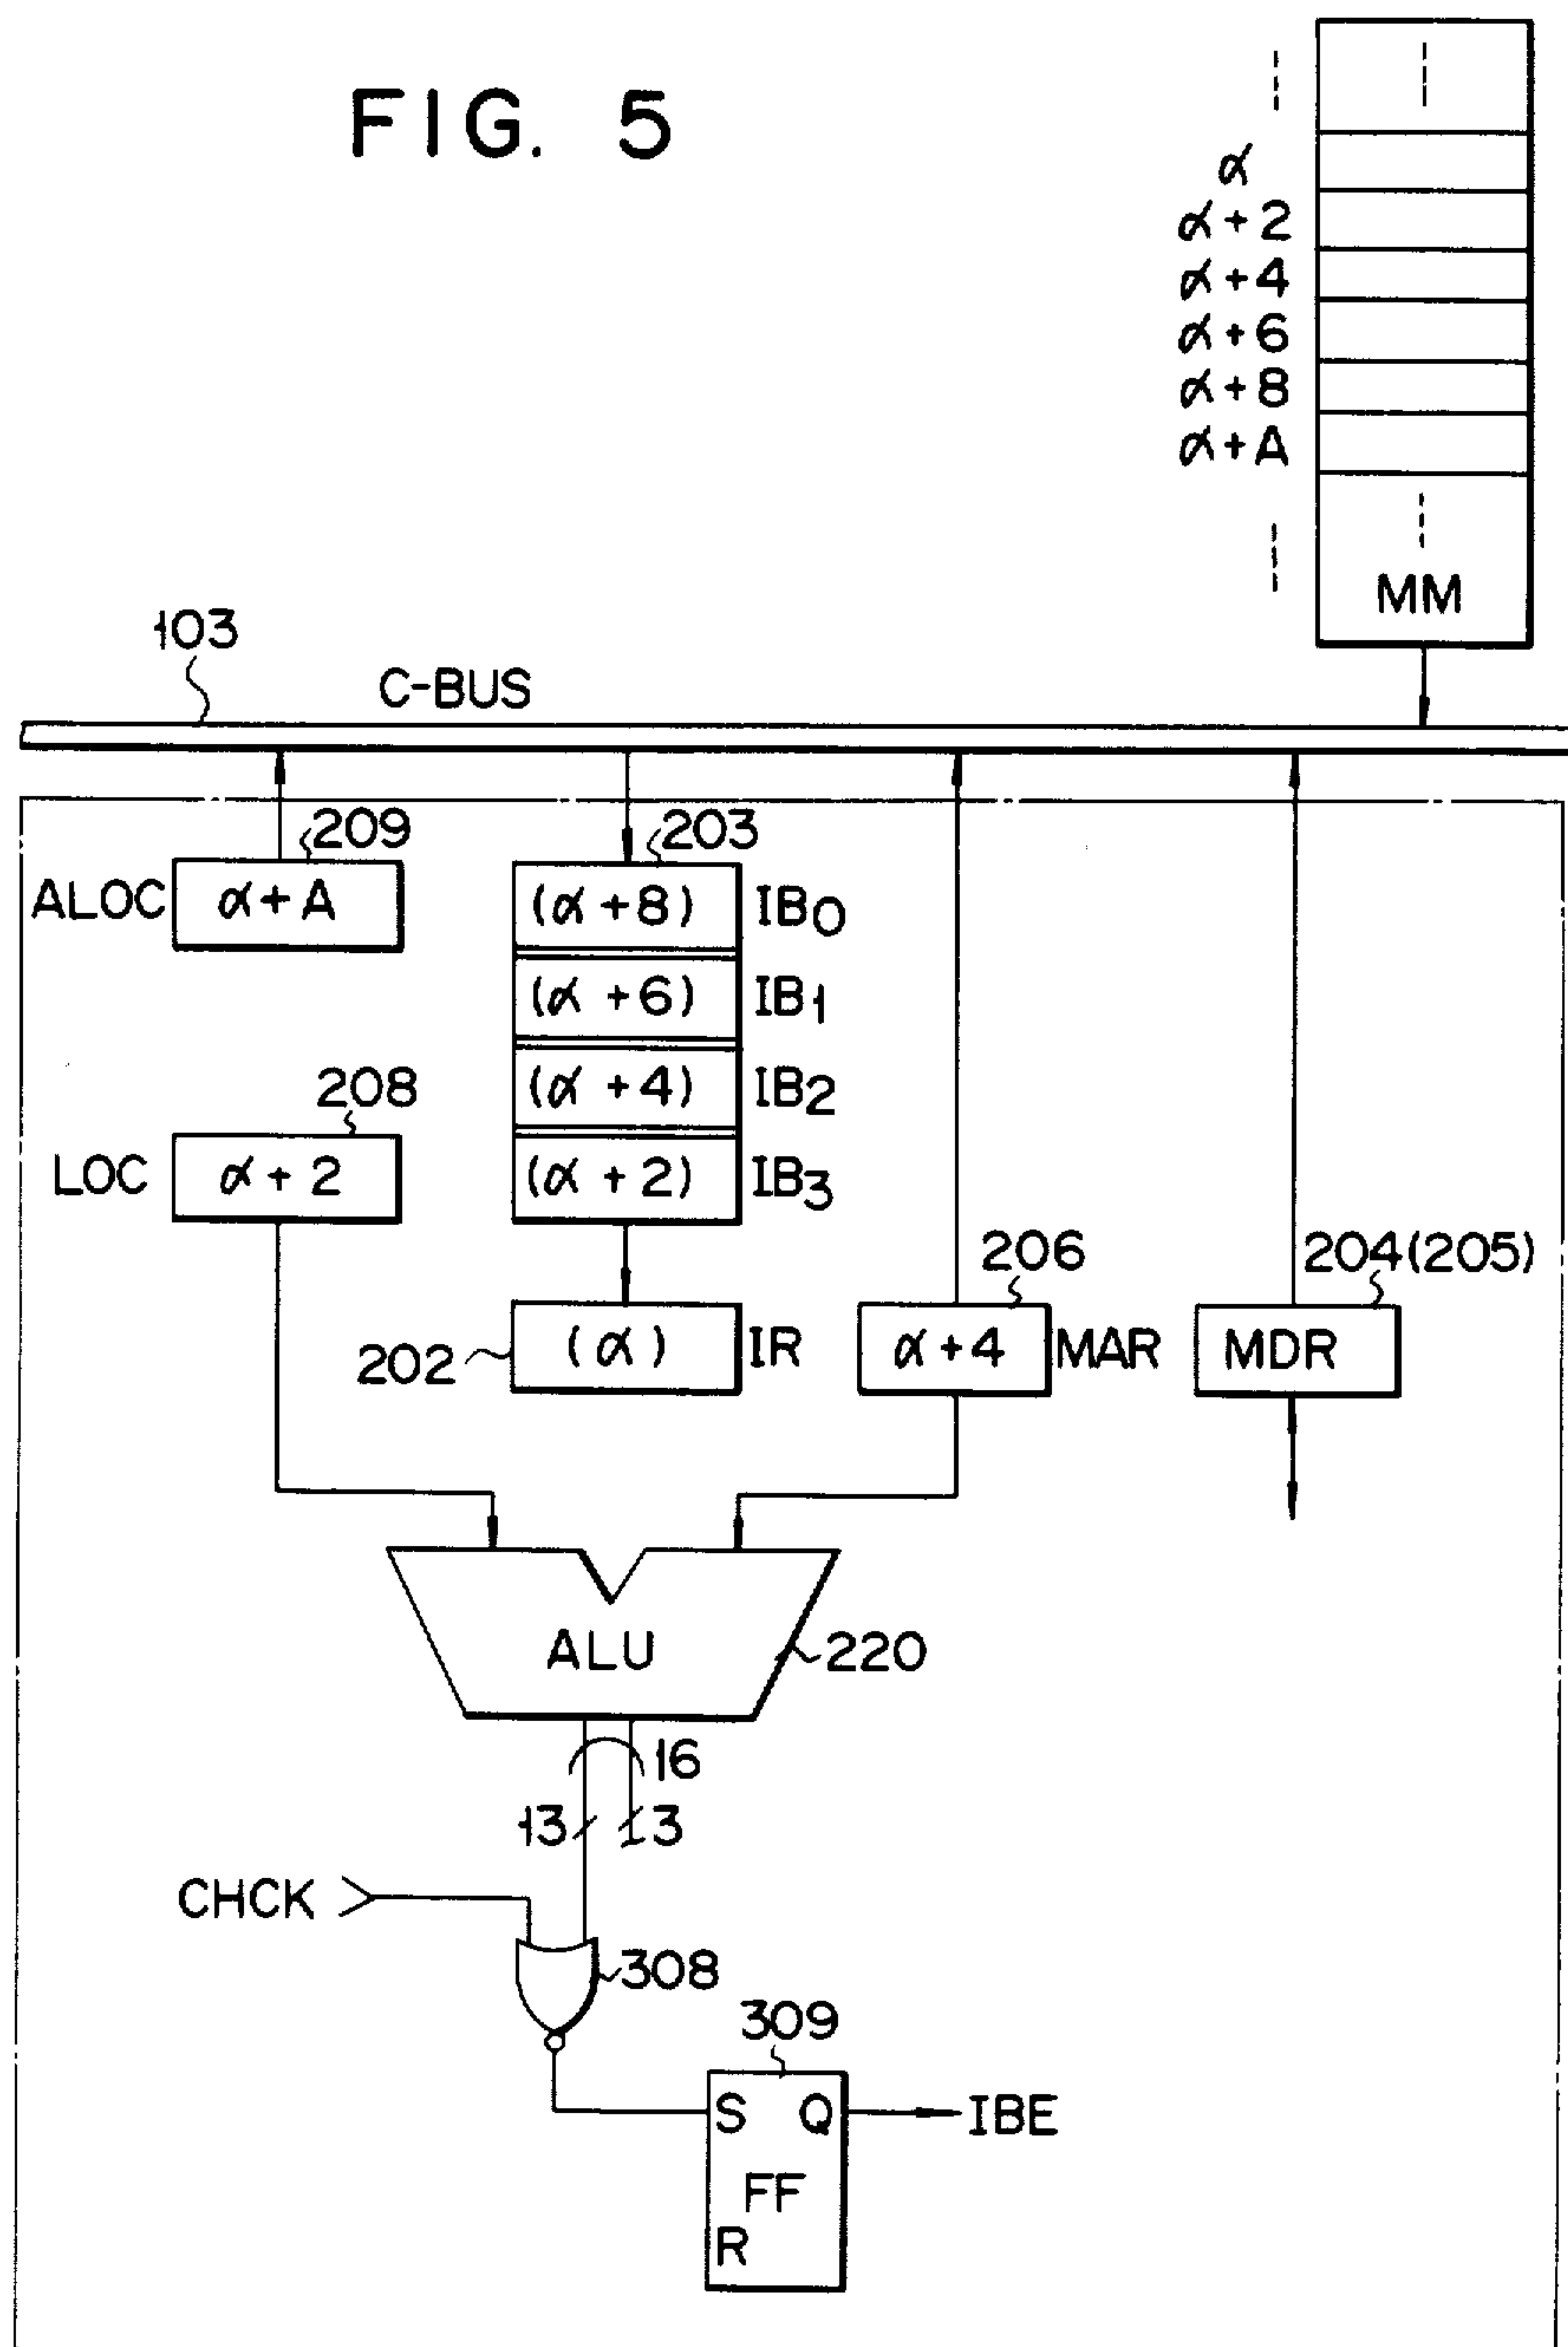 FIG. 5
α
α+2
α+4
α+6
α+8
α+A
MM
103
C-BUS
209
203
ALOC α+A
(α+8) IB0
(α+6) IB1
208
(α+4) IB2
LOC α+2
(α+2) IB3
206
204(205)
202
(α) IR
α+4 MAR
MDR
ALU
220
16
13
3
CHCK
308
309
S Q
IBE
FF
R